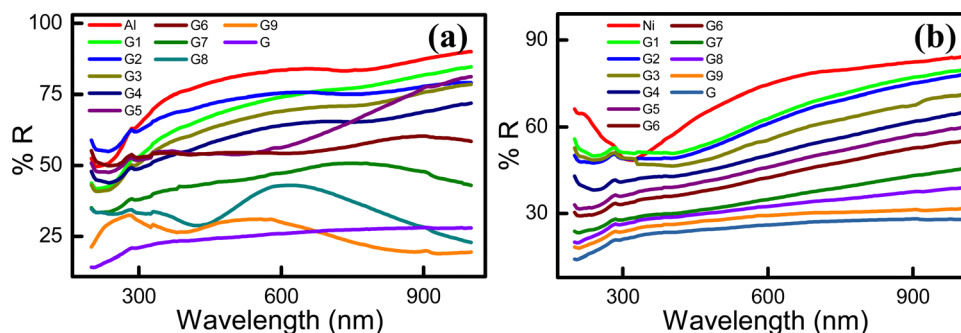 (a)
% R
100
75
50
25
Al
G1
G2
G3
G4
G5
G6
G7
G8
G9
G
300
600
900
Wavelength (nm)
(b)
% R
90
60
30
Ni
G1
G2
G3
G4
G5
G6
G6
G7
G8
G9
G
300
600
900
Wavelength (nm)